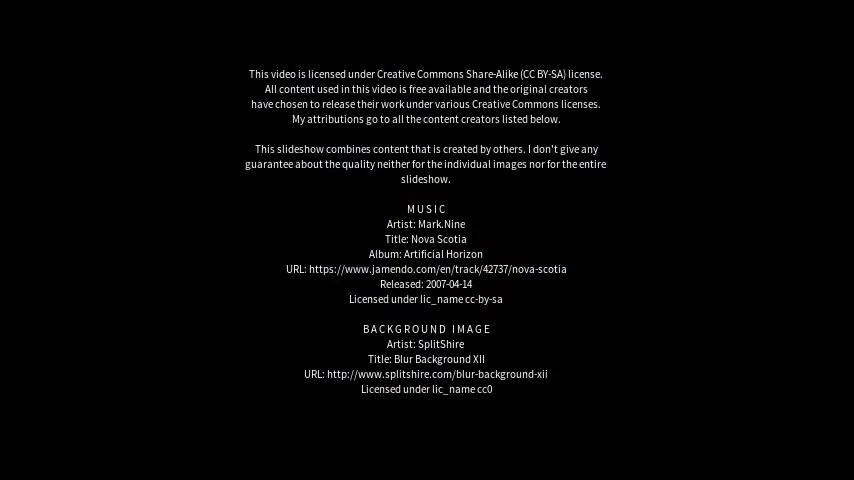 This video is licensed under Creative Commons Share-Alike (CC BY-SA) license.
All content used in this video is free available and the original creators
have chosen to release their work under various Creative Commons licenses.
My attributions go to all the content creators listed below.
This slideshow combines content that is created by others. I don't give any
guarantee about the quality neither for the individual images nor for the entire
slideshow.
MUSIC
Artist: Mark.Nine
Title: Nova Scotia
Album: Artificial Horizon
URL: https://www.jamendo.com/en/track/42737/nova-scotia
Released: 2007-04-14
Licensed under lic_name cc-by-sa
BACKGROUND IMAGE
Artist: SplitShire
Title: Blur Background XII
URL: http://www.splitshire.com/blur-background-xii
Licensed under lic_name cc0